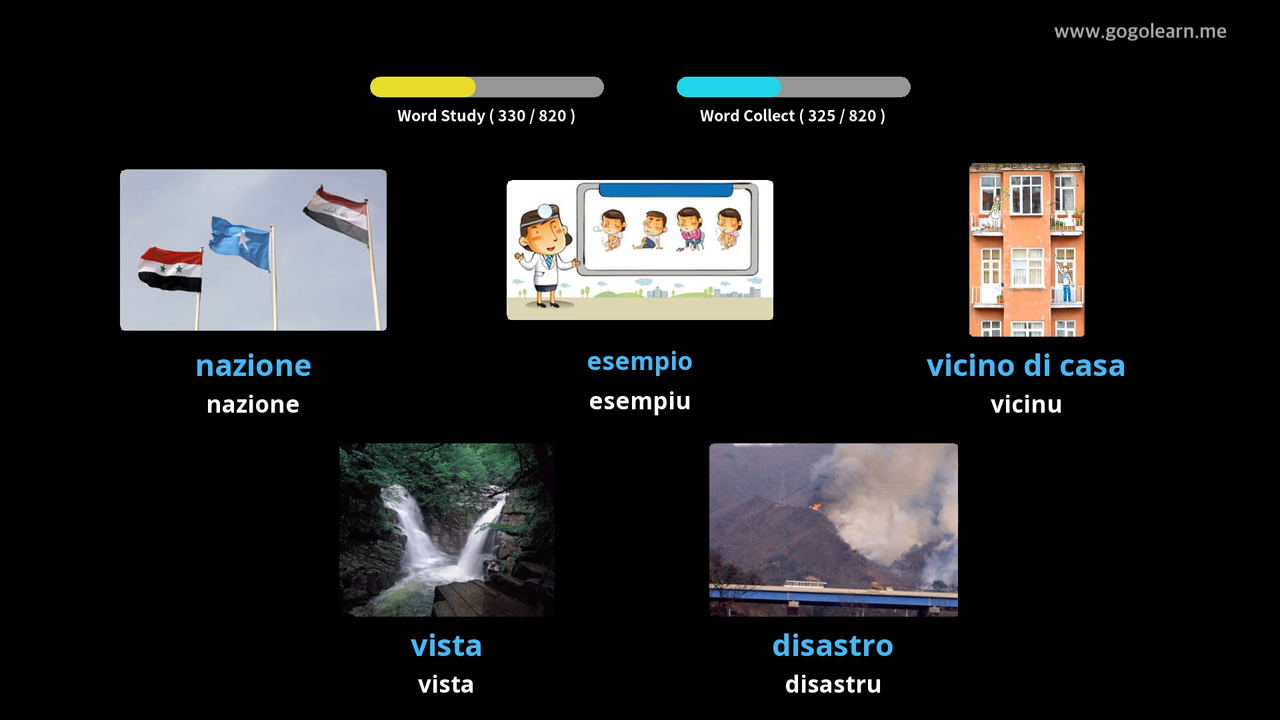 www.gogolearn.me
Word Study ( 330 / 820 )
Word Collect ( 325 / 820 )
nazione
nazione
esempio
esempiu
vicino di casa
vicinu
vista
vista
disastro
disastru